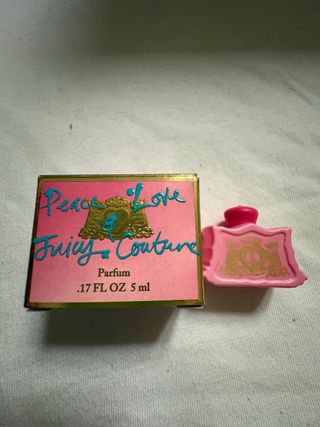 Peace Love
&
Juicy Couture
Parfum
.17 FL OZ 5 ml